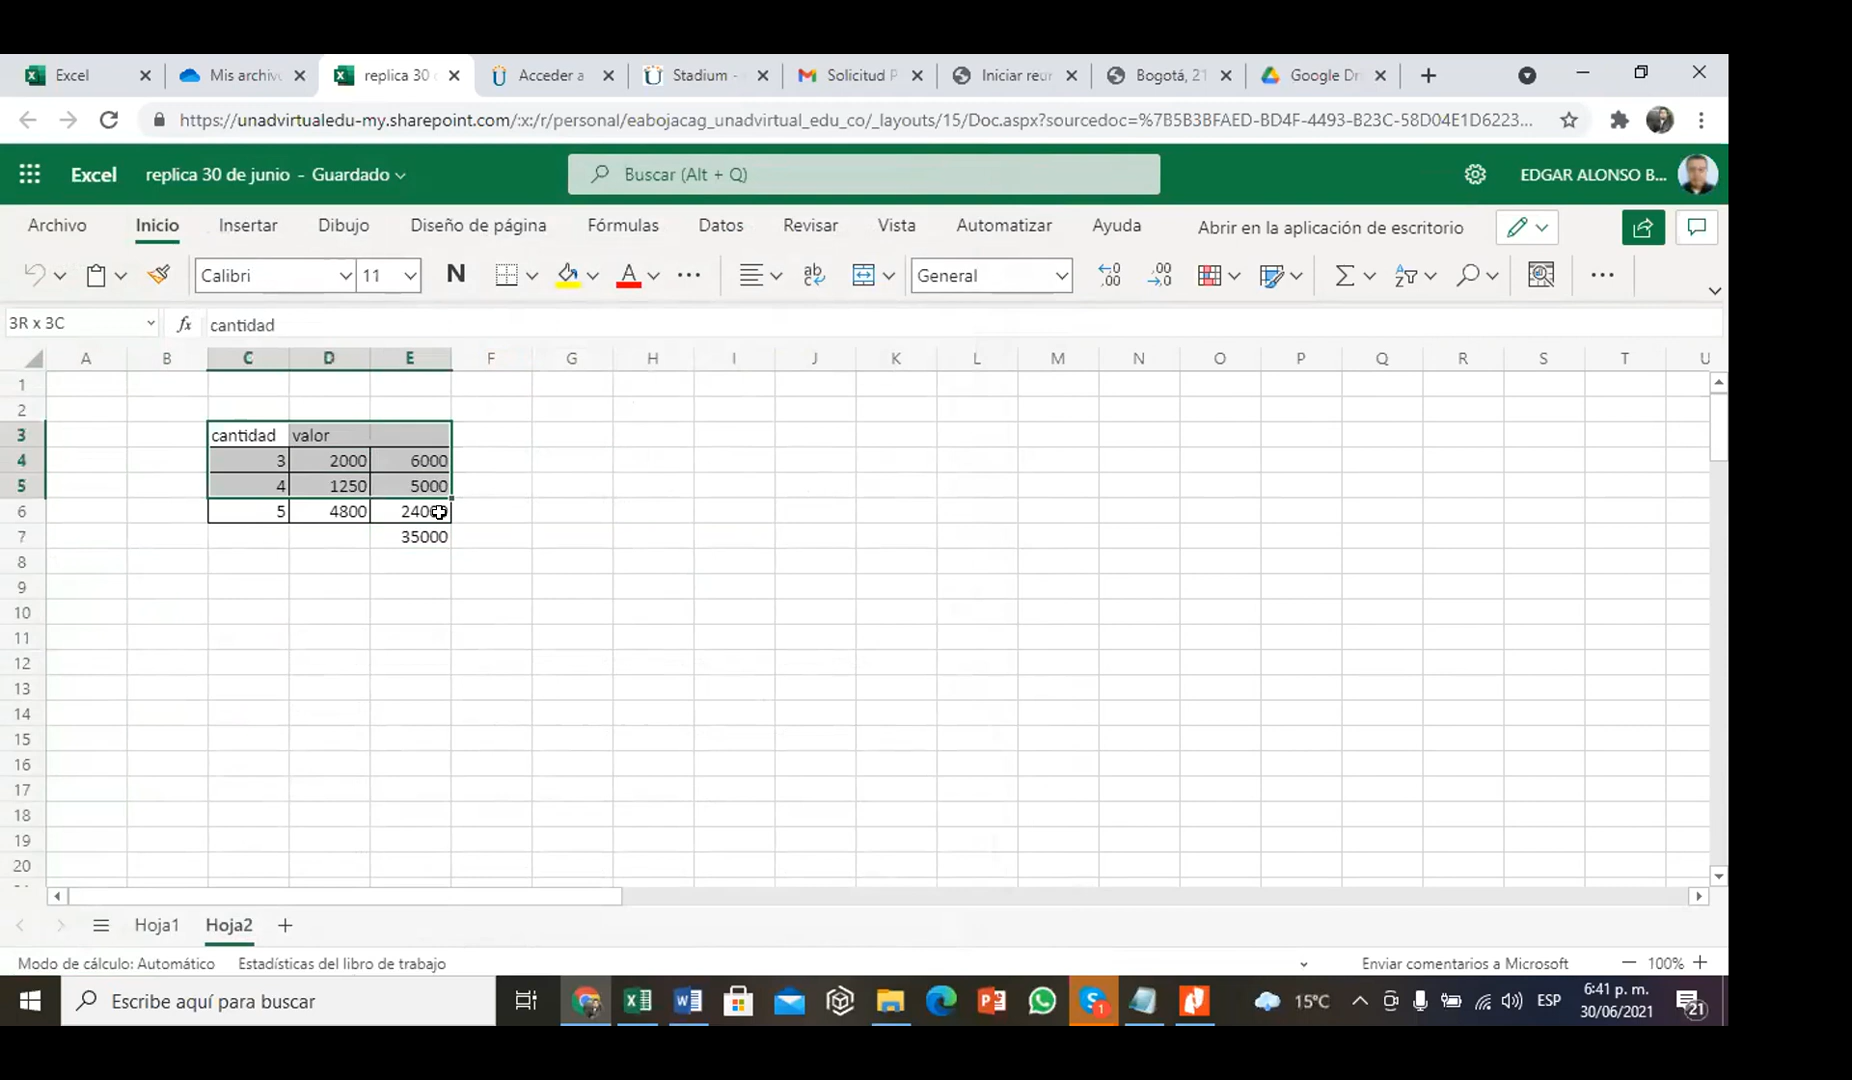 Excel Mis archiv replica 30 Acceder a Stadium - Solicitud P Iniciar reur Bogotá, 21 Google Dr
https://unadvirtualedu-my.sharepoint.com/:x:/r/personal/eabojacag_unadvirtual_edu_co/_layouts/15/Doc.aspx?sourcedoc=%7B5B3BFAED-BD4F-4493-B23C-58D04E1D6223...
Excel replica 30 de junio - Guardado Buscar (Alt + Q) EDGAR ALONSO B...
Archivo Inicio Insertar Dibujo Diseño de página Fórmulas Datos Revisar Vista Automatizar Ayuda Abrir en la aplicación de escritorio
Calibri 11 N A ab General
3R x 3C fx cantidad
A B C D E F G H I J K L M N O P Q R S T U
1
2
3 cantidad valor
4 3 2000 6000
5 4 1250 5000
6 5 4800 24000
7 35000
8
9
10
11
12
13
14
15
16
17
18
19
20
Hoja1 Hoja2
Modo de cálculo: Automático Estadísticas del libro de trabajo Enviar comentarios a Microsoft 100%
Escribe aquí para buscar 15°C ESP 6:41 p. m.
30/06/2021 21